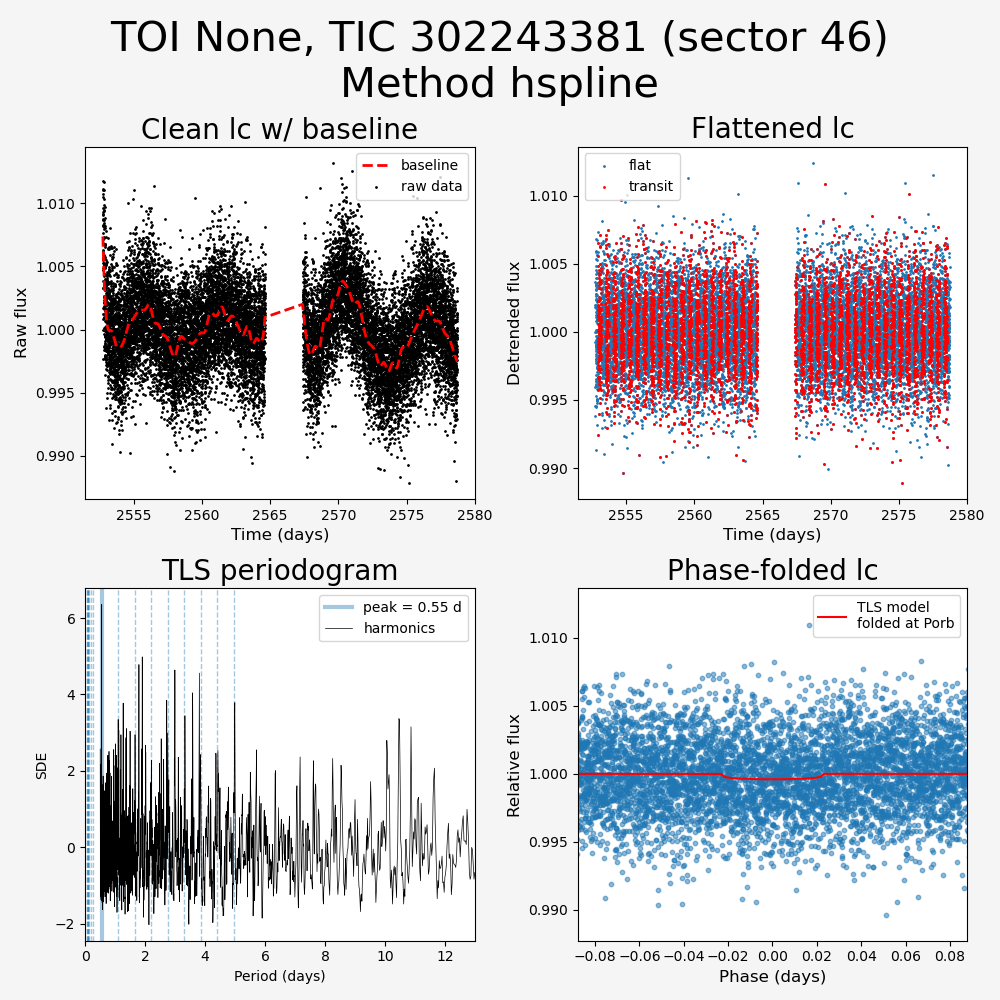 TOI None, TIC 302243381 (sector 46)
Method hspline
Clean lc w/ baseline
baseline
raw data
Raw flux
1.010
1.005
1.000
0.995
0.990
2555 2560 2565 2570 2575 2580
Time (days)
Flattened lc
flat
transit
Detrended flux
1.010
1.005
1.000
0.995
0.990
2555 2560 2565 2570 2575 2580
Time (days)
TLS periodogram
peak = 0.55 d
harmonics
SDE
6
4
2
0
−2
0 2 4 6 8 10 12
Period (days)
Phase-folded lc
TLS model
folded at Porb
Relative flux
1.010
1.005
1.000
0.995
0.990
−0.08 −0.06 −0.04 −0.02 0.00 0.02 0.04 0.06 0.08
Phase (days)